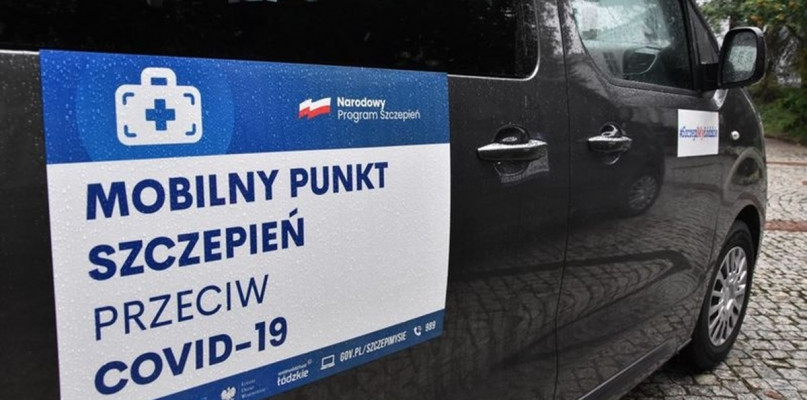 Narodowy
Program Szczepień
MOBILNY PUNKT
SZCZEPIEŃ
PRZECIW
COVID-19
łódzkie
GOV.PL/SZCZEPIMYSIE
989